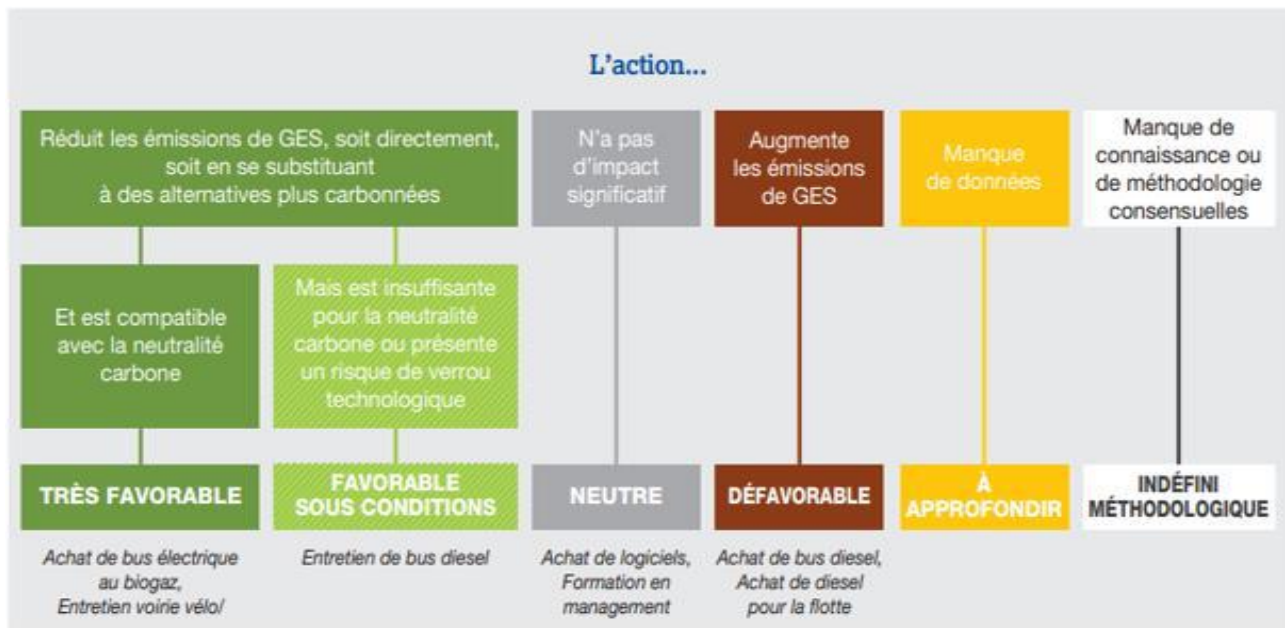 L'action...
Réduit les émissions de GES, soit directement,
soit en se substituant
à des alternatives plus carbonnées
N'a pas
d'impact
significatif
Augmente
les émissions
de GES
Manque
de données
Manque de
connaissance ou
de méthodologie
consensuelles
Et est compatible
avec la neutralité
carbone
Mais est insuffisante
pour la neutralité
carbone ou présente
un risque de verrou
technologique
TRÈS FAVORABLE
FAVORABLE
SOUS CONDITIONS
NEUTRE
DÉFAVORABLE
À
APPROFONDIR
INDÉFINI
MÉTHODOLOGIQUE
Achat de bus électrique
au biogaz,
Entretien voirie vélo/
Entretien de bus diesel
Achat de logiciels,
Formation en
management
Achat de bus diesel,
Achat de diesel
pour la flotte